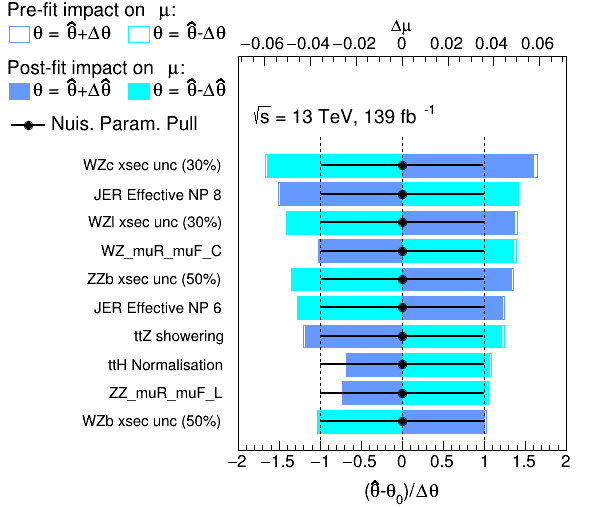 Pre-fit impact on μ:
θ = θ̂+Δθ θ = θ̂-Δθ
Post-fit impact on μ:
θ = θ̂+Δθ̂ θ = θ̂-Δθ̂
Nuis. Param. Pull
Δμ
−0.06 −0.04 −0.02 0 0.02 0.04 0.06
√s = 13 TeV, 139 fb⁻¹
WZc xsec unc (30%)
JER Effective NP 8
WZl xsec unc (30%)
WZ_muR_muF_C
ZZb xsec unc (50%)
JER Effective NP 6
ttZ showering
ttH Normalisation
ZZ_muR_muF_L
WZb xsec unc (50%)
−2 −1.5 −1 −0.5 0 0.5 1 1.5 2
(θ̂-θ₀)/Δθ